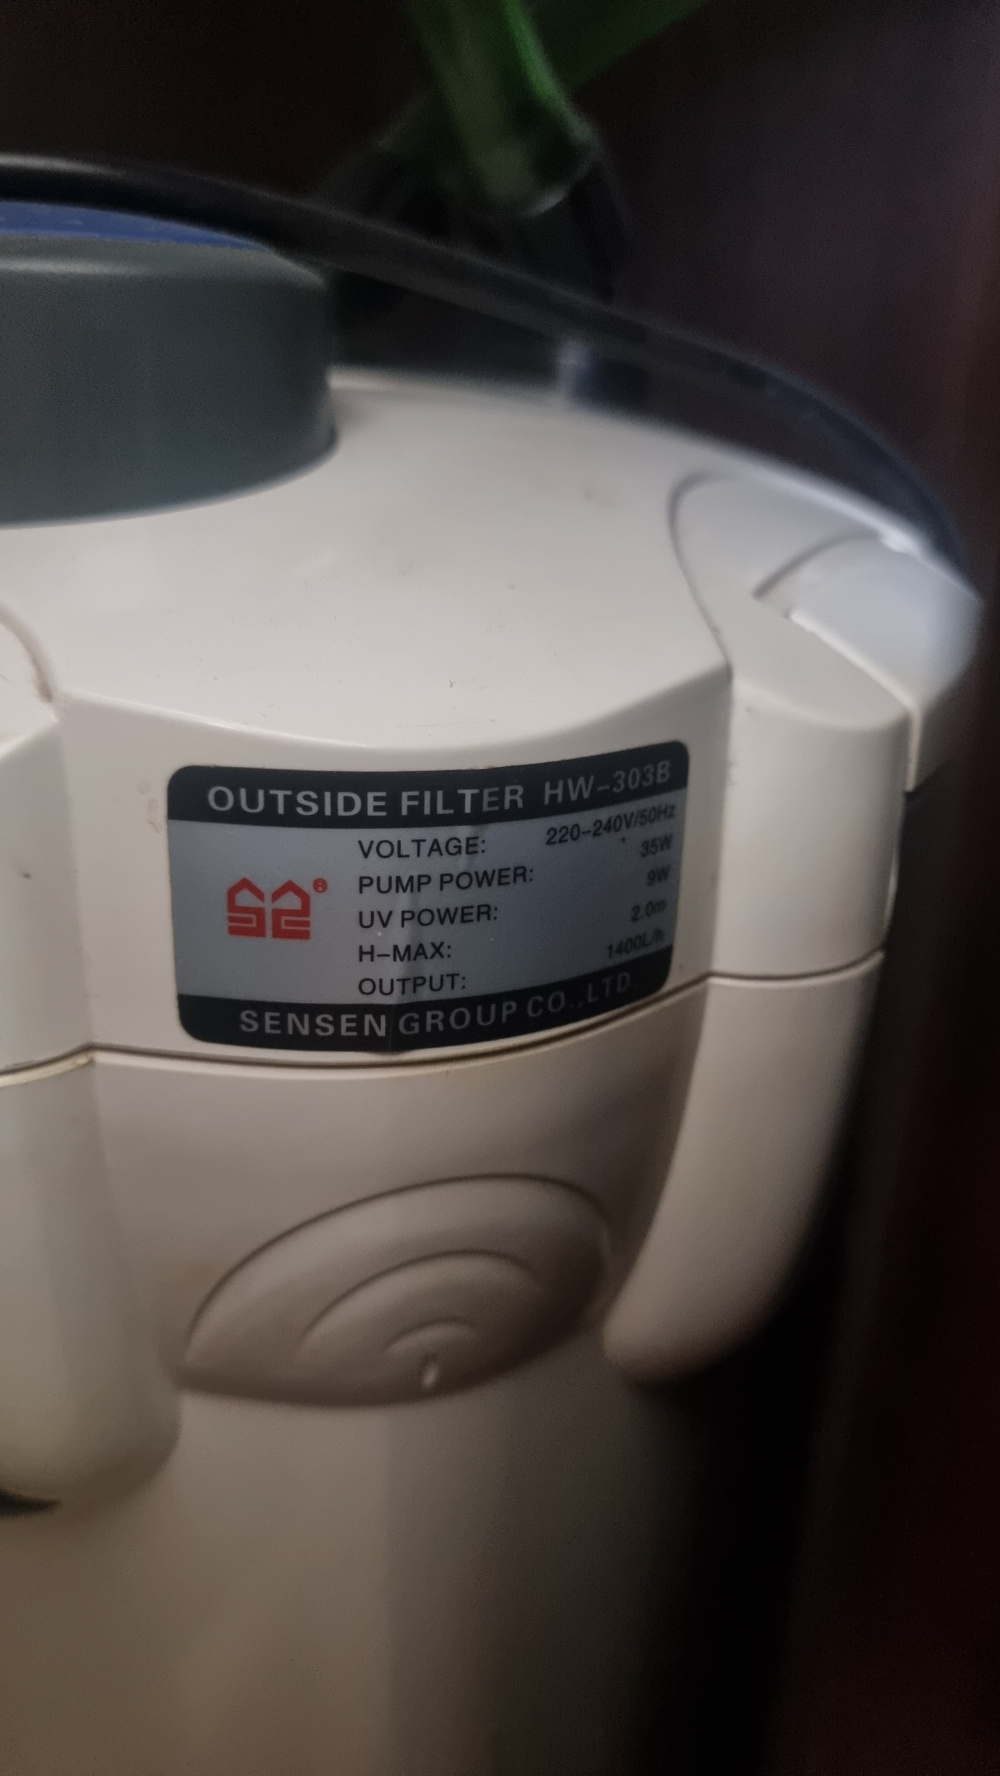 OUTSIDE FILTER HW-303B
VOLTAGE: 220-240V/50Hz
PUMP POWER: 35W
UV POWER: 9W
H-MAX: 2.0m
OUTPUT: 1400L/h
SENSEN GROUP CO.,LTD.